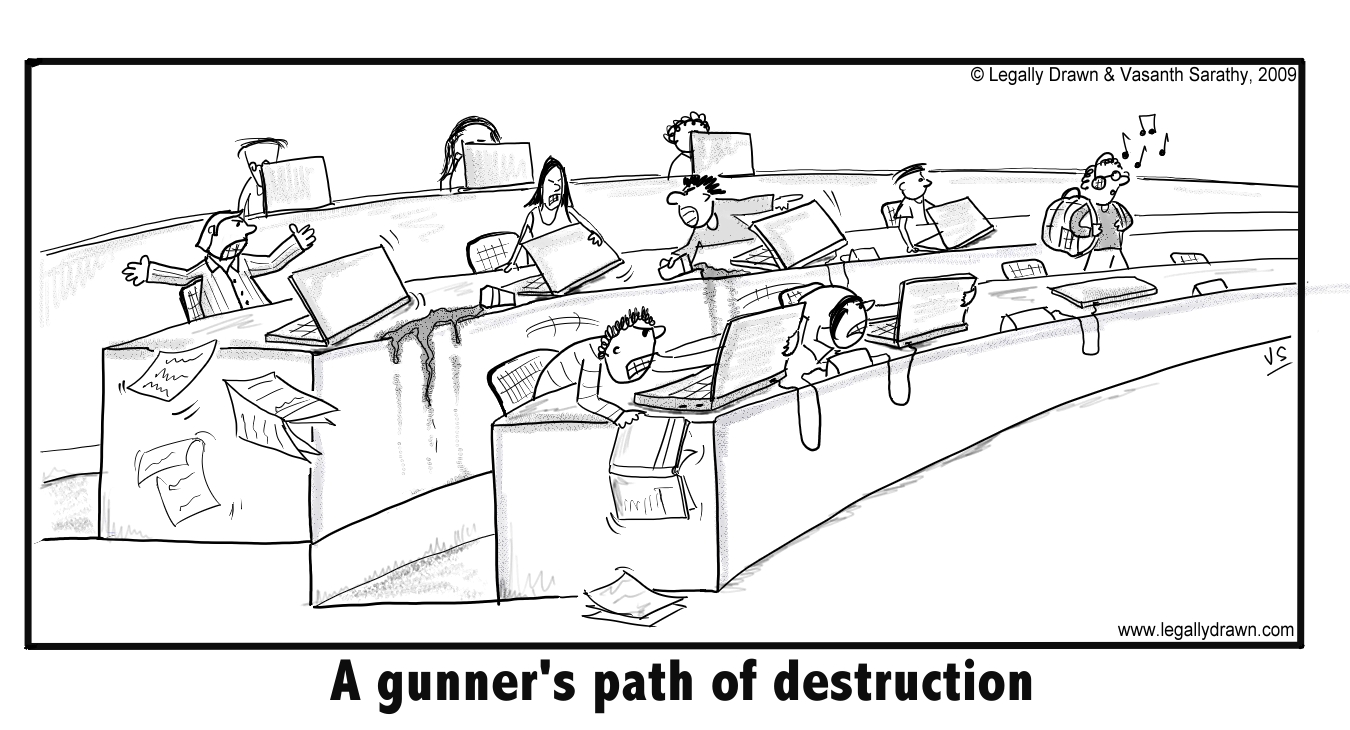 © Legally Drawn & Vasanth Sarathy, 2009
VS
www.legallydrawn.com
A gunner's path of destruction